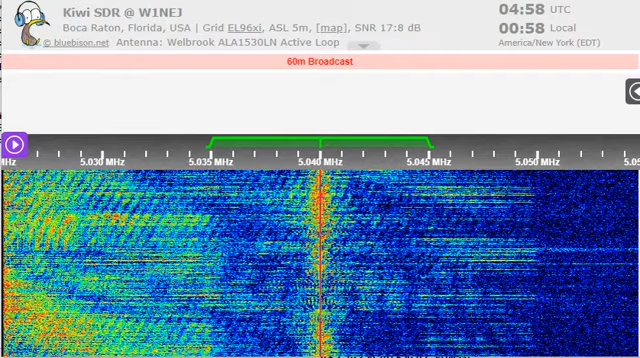 Kiwi SDR @ W1NEJ
Boca Raton, Florida, USA | Grid EL96xi, ASL 5m, [map], SNR 17:8 dB
© bluebison.net Antenna: Welbrook ALA1530LN Active Loop
04:58 UTC
00:58 Local
America/New York (EDT)
60m Broadcast
MHz 5.030 MHz 5.035 MHz 5.040 MHz 5.045 MHz 5.050 MHz